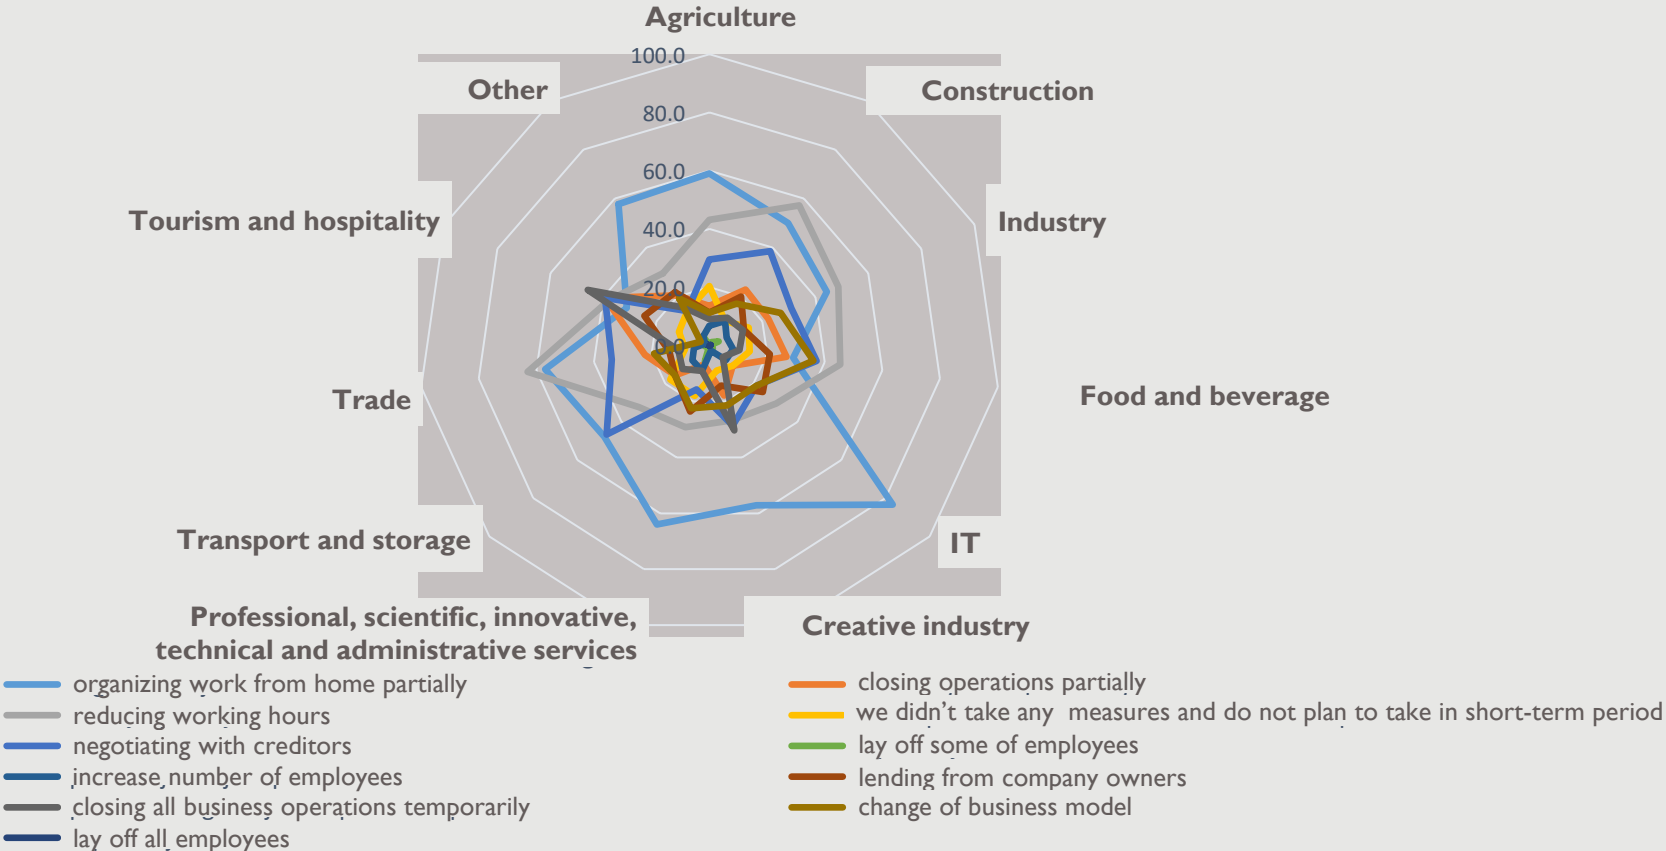 Agriculture
100.0
Other
Construction
80.0
60.0
Tourism and hospitality
Industry
40.0
20.0
0.0
Trade
Food and beverage
Transport and storage
IT
Professional, scientific, innovative,
technical and administrative services
Creative industry
organizing work from home partially
closing operations partially
reducing working hours
we didn't take any measures and do not plan to take in short-term period
negotiating with creditors
lay off some of employees
increase number of employees
lending from company owners
closing all business operations temporarily
change of business model
lay off all employees